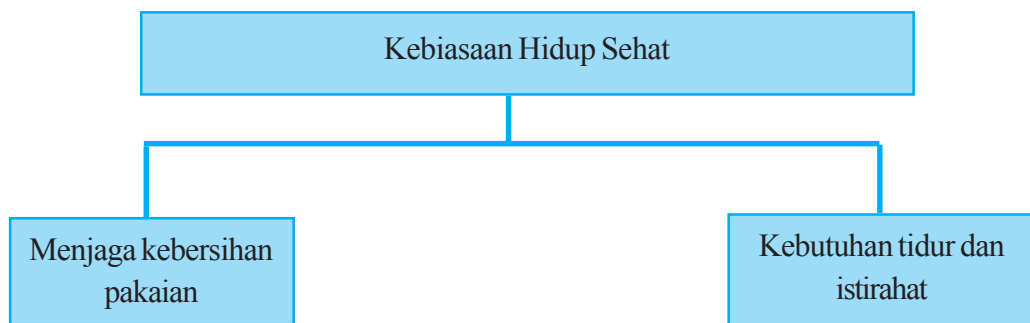 Kebiasaan Hidup Sehat
Menjaga kebersihan
pakaian
Kebutuhan tidur dan
istirahat